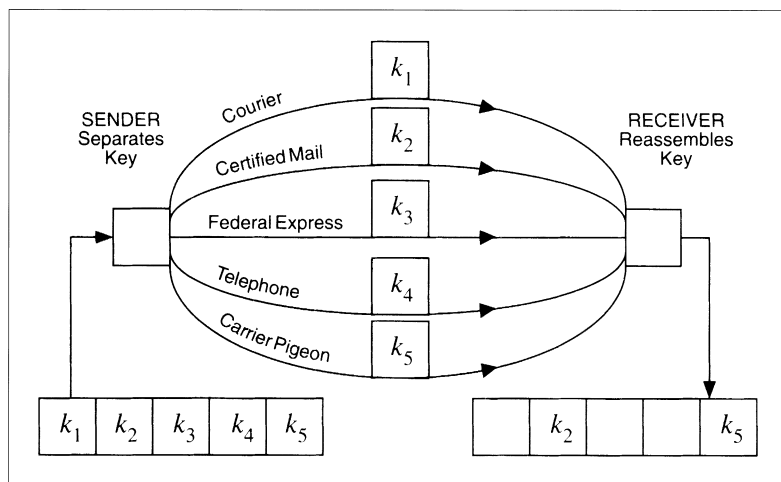 k1
Courier
SENDER
Separates
Key
k2
RECEIVER
Reassembles
Key
Certified Mail
k3
Federal Express
Telephone
k4
Carrier Pigeon
k5
k1 k2 k3 k4 k5
k2 k5